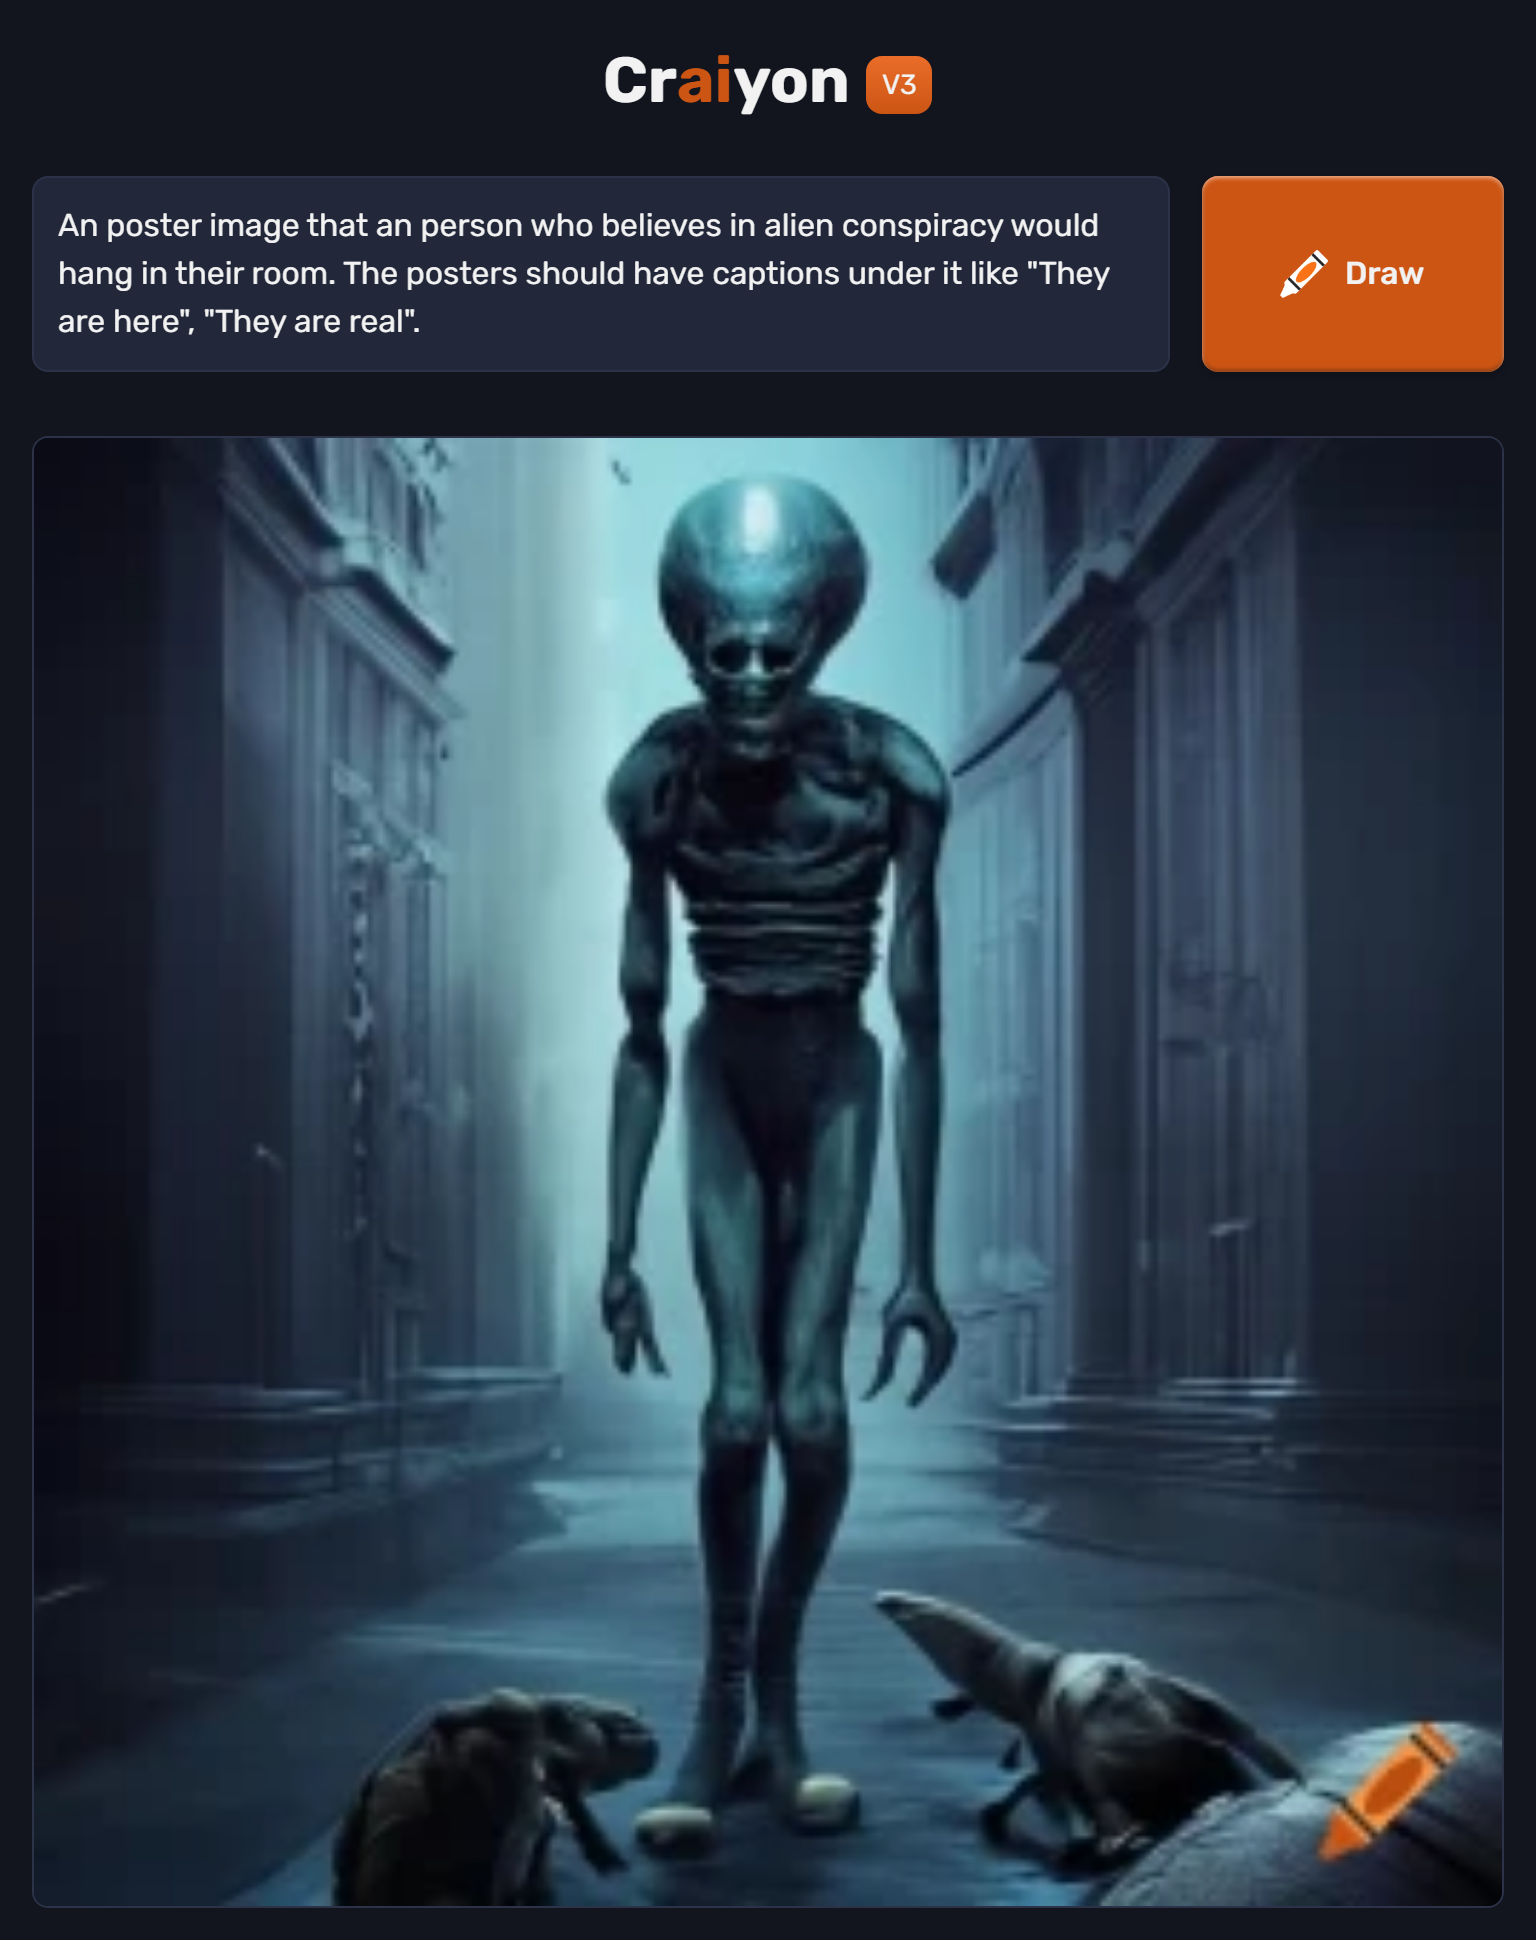 Craiyon V3
An poster image that an person who believes in alien conspiracy would
hang in their room. The posters should have captions under it like "They
are here", "They are real".
Draw